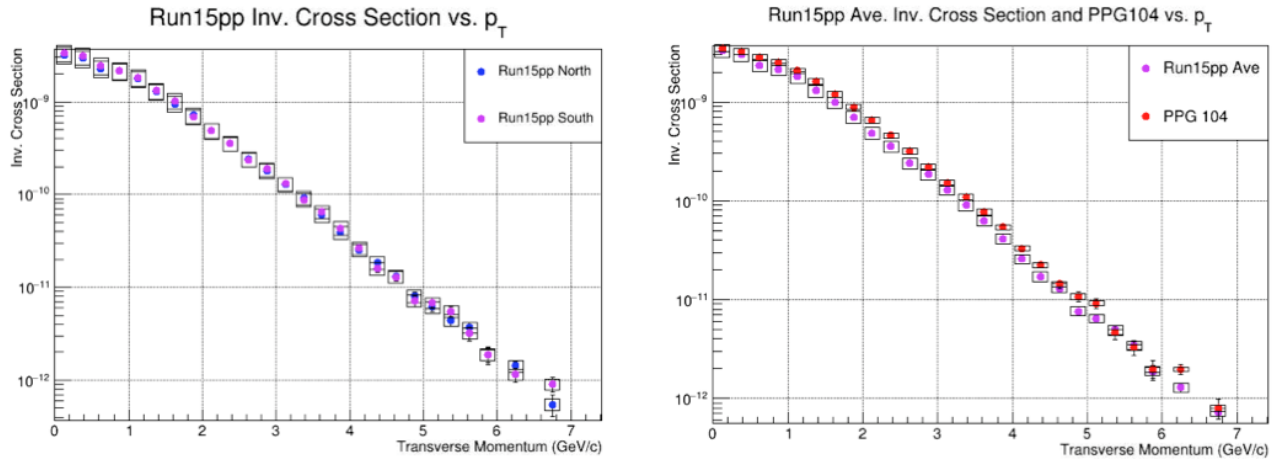 Run15pp Inv. Cross Section vs. p_T
Inv. Cross Section
10^-9
10^-10
10^-11
10^-12
Run15pp North
Run15pp South
0 1 2 3 4 5 6 7
Transverse Momentum (GeV/c)
Run15pp Ave. Inv. Cross Section and PPG104 vs. p_T
Inv. Cross Section
10^-9
10^-10
10^-11
10^-12
Run15pp Ave
PPG 104
0 1 2 3 4 5 6 7
Transverse Momentum (GeV/c)